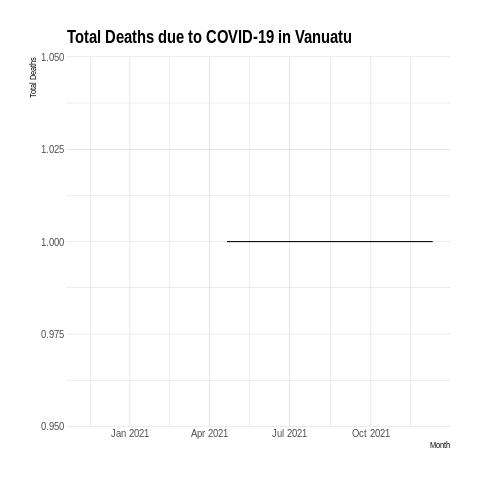 Total Deaths due to COVID-19 in Vanuatu
Total Deaths
1.050
1.025
1.000
0.975
0.950
Jan 2021 Apr 2021 Jul 2021 Oct 2021
Month